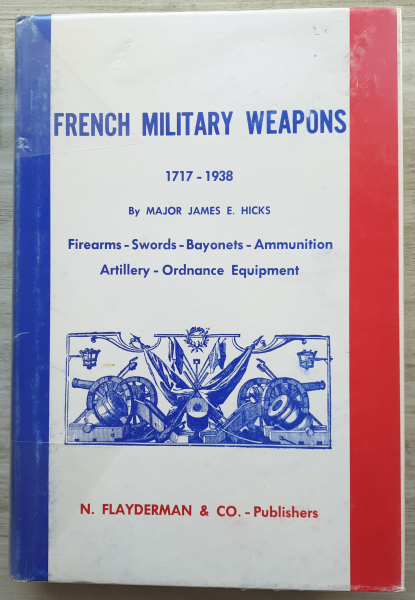 FRENCH MILITARY WEAPONS
1717 - 1938
By MAJOR JAMES E. HICKS
Firearms - Swords - Bayonets - Ammunition
Artillery - Ordnance Equipment
N. FLAYDERMAN & CO. - Publishers